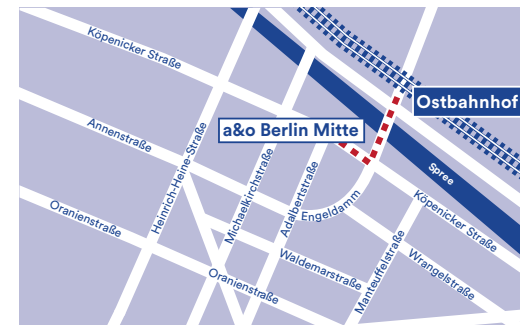 Köpenicker Straße
Ostbahnhof
a&o Berlin Mitte
Annenstraße
Heinrich-Heine-Straße
Michaelkirchstraße
Adalbertstraße
Spree
Engeldamm
Köpenicker Straße
Oranienstraße
Waldemarstraße
Manteuffelstraße
Wrangelstraße
Oranienstraße